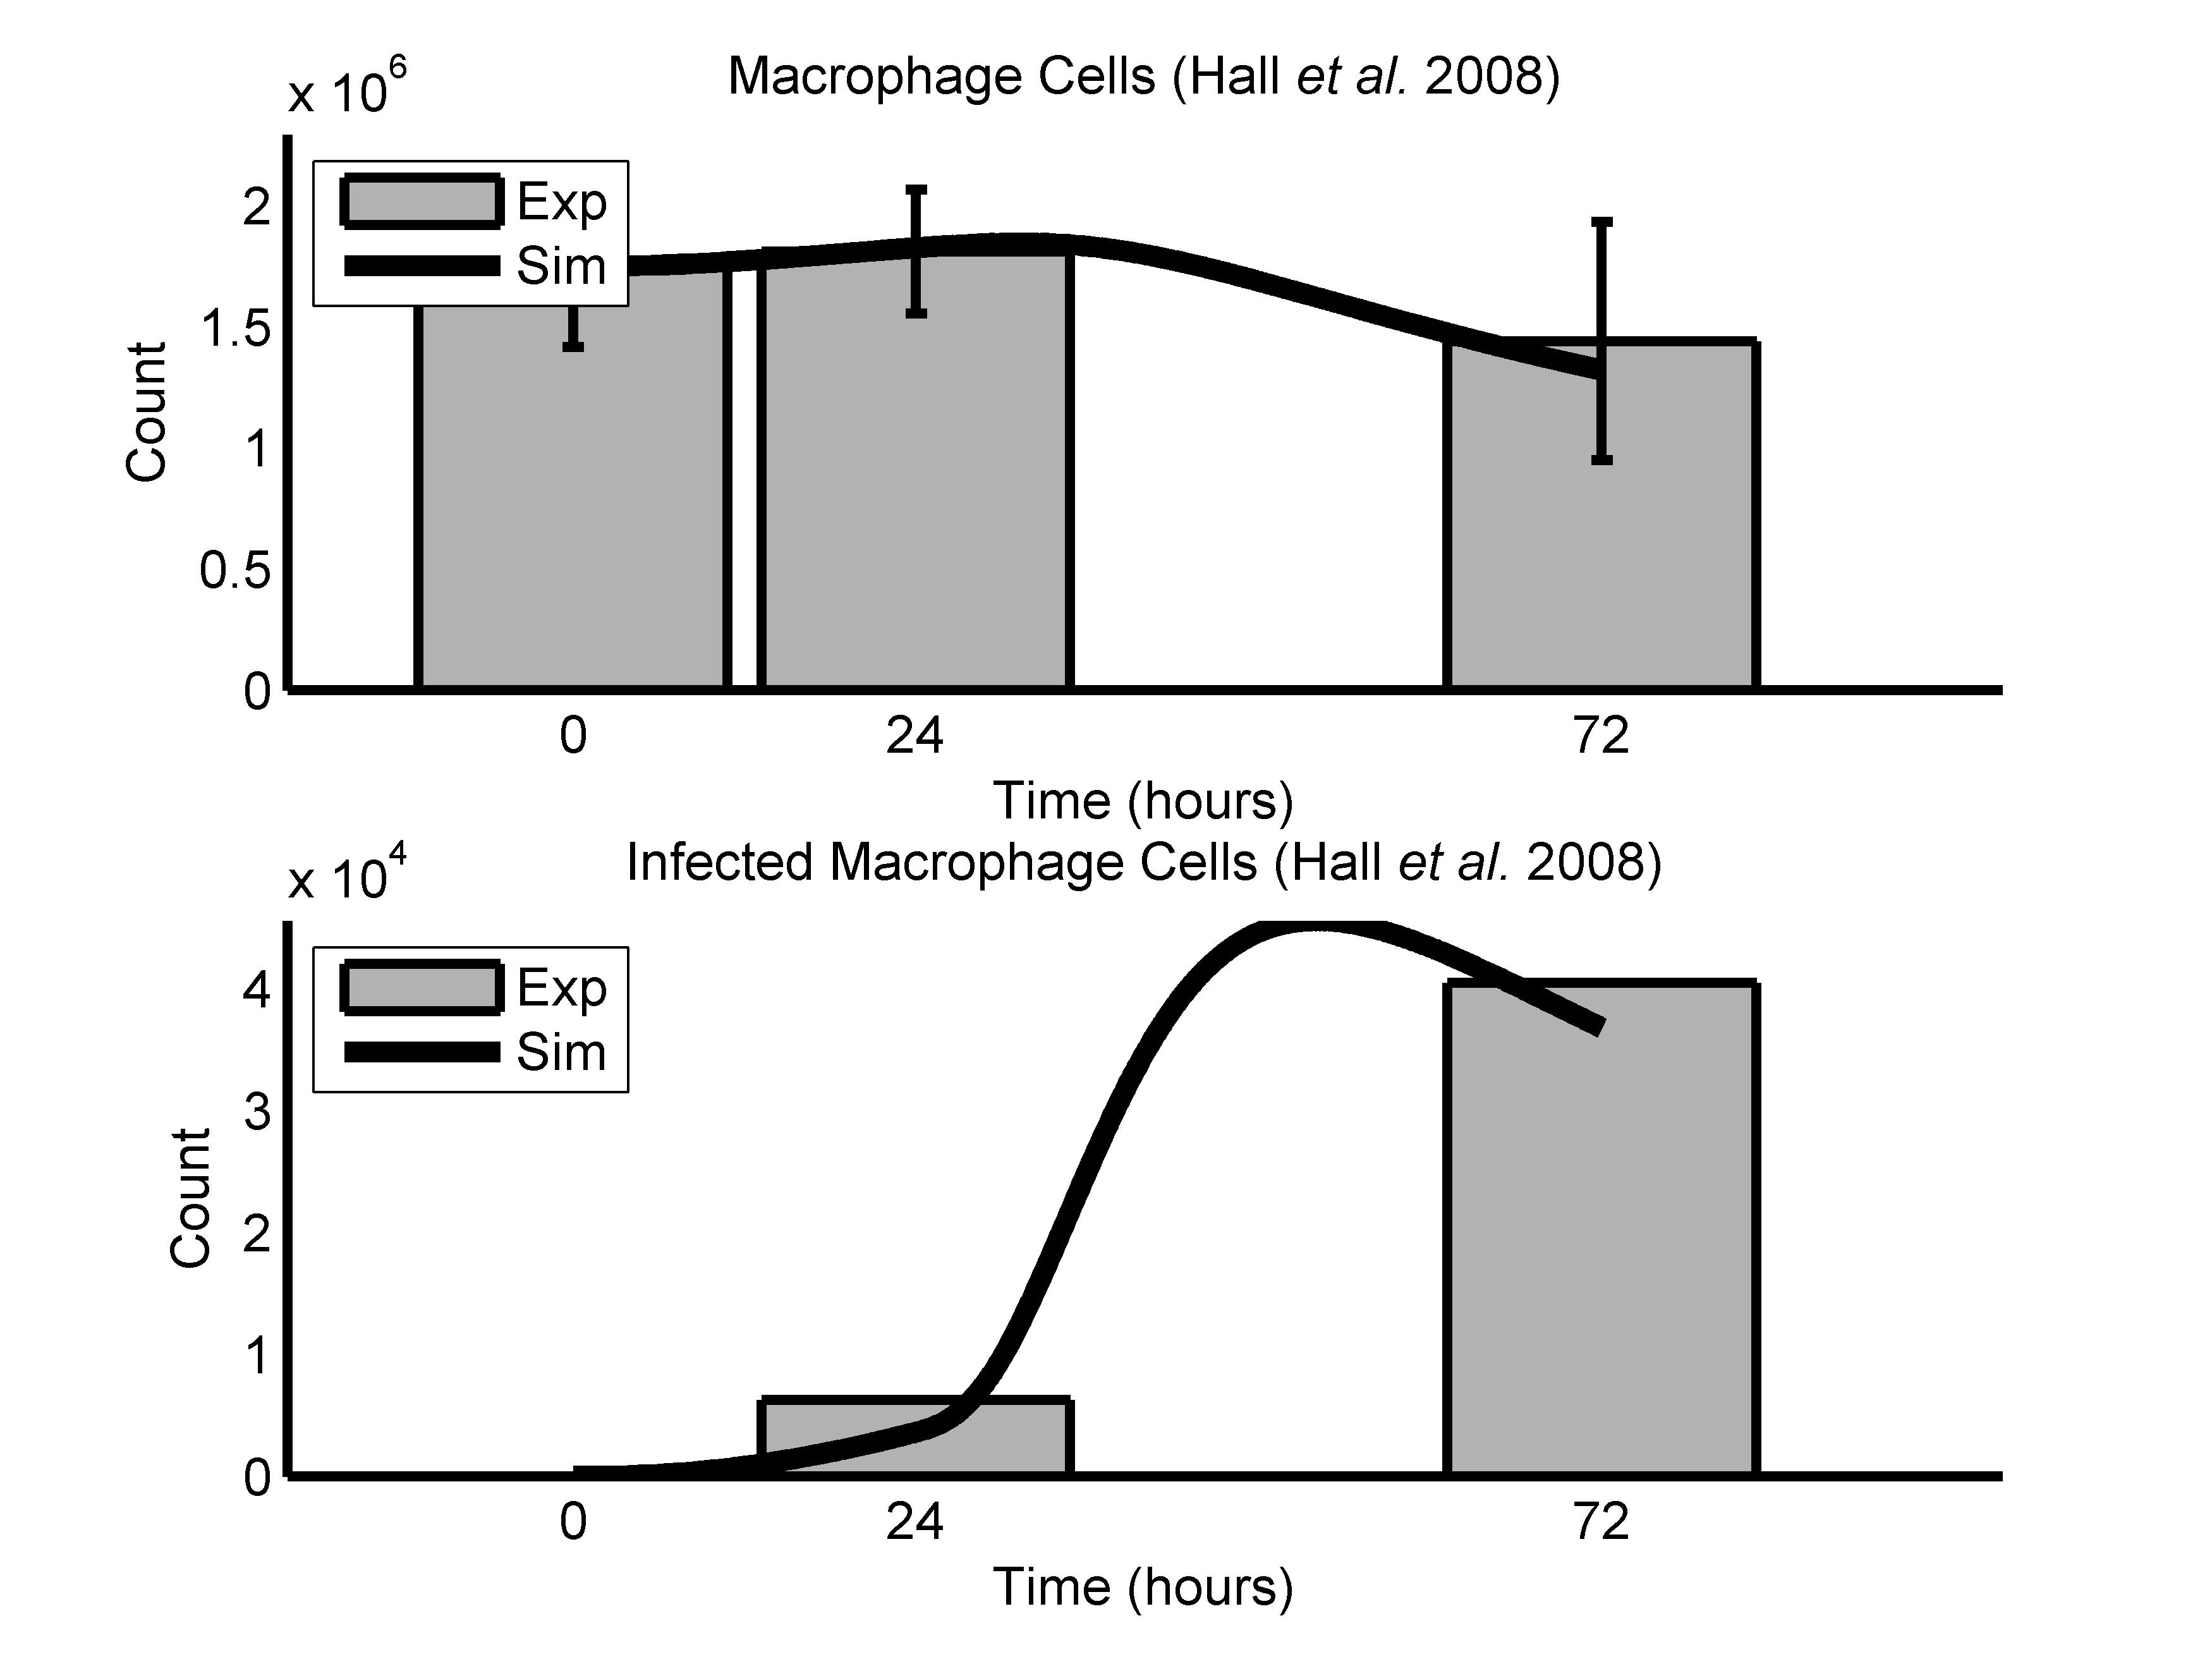 x 10^6
Macrophage Cells (Hall et al. 2008)
Exp
Sim
Count
2
1.5
1
0.5
0
0
24
72
Time (hours)
x 10^4
Infected Macrophage Cells (Hall et al. 2008)
Exp
Sim
Count
4
3
2
1
0
0
24
72
Time (hours)